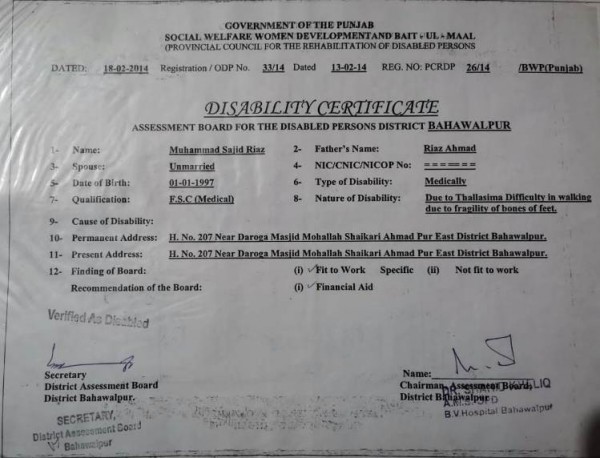 GOVERNMENT OF THE PUNJAB
SOCIAL WELFARE WOMEN DEVELOPMENTAND BAIT - UL - MAAL
(PROVINCIAL COUNCIL FOR THE REHABILITATION OF DISABLED PERSONS
DATED: 18-02-2014 Registration / ODP No. 33/14 Dated 13-02-14 REG. NO: PCRDP 26/14 /BWP(Punjab)
DISABILITY CERTIFICATE
ASSESSMENT BOARD FOR THE DISABLED PERSONS DISTRICT BAHAWALPUR
1- Name: Muhammad Sajid Riaz 2- Father's Name: Riaz Ahmad
3- Spouse: Unmarried 4- NIC/CNIC/NICOP No: =======
5- Date of Birth: 01-01-1997 6- Type of Disability: Medically
7- Qualification: F.S.C (Medical) 8- Nature of Disability: Due to Thallasima Difficulty in walking
due to fragility of bones of feet.
9- Cause of Disability:
10- Permanent Address: H. No. 207 Near Daroga Masjid Mohallah Shaikari Ahmad Pur East District Bahawalpur.
11- Present Address: H. No. 207 Near Daroga Masjid Mohallah Shaikari Ahmad Pur East District Bahawalpur.
12- Finding of Board: (i) ✓Fit to Work Specific (ii) Not fit to work
Recommendation of the Board: (i) ✓Financial Aid
Verified As Disabled
Secretary
District Assessment Board
District Bahawalpur.
SECRETARY,
District Assessment Board
Bahawalpur
Name:
Chairman Assessment Board
District Bahawalpur
B.V.Hospital Bahawalpur